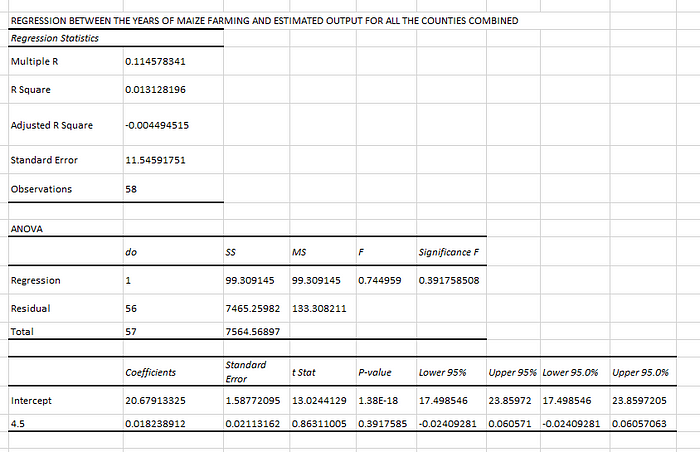 REGRESSION BETWEEN THE YEARS OF MAIZE FARMING AND ESTIMATED OUTPUT FOR ALL THE COUNTIES COMBINED
Regression Statistics
Multiple R 0.114578341
R Square 0.013128196
Adjusted R Square -0.004494515
Standard Error 11.54591751
Observations 58
ANOVA
do SS MS F Significance F
Regression 1 99.309145 99.309145 0.744959 0.391758508
Residual 56 7465.25982 133.308211
Total 57 7564.56897
Coefficients Standard Error t Stat P-value Lower 95% Upper 95% Lower 95.0% Upper 95.0%
Intercept 20.67913325 1.58772095 13.0244129 1.38E-18 17.498546 23.85972 17.498546 23.8597205
4.5 0.018238912 0.02113162 0.86311005 0.3917585 -0.02409281 0.060571 -0.02409281 0.06057063